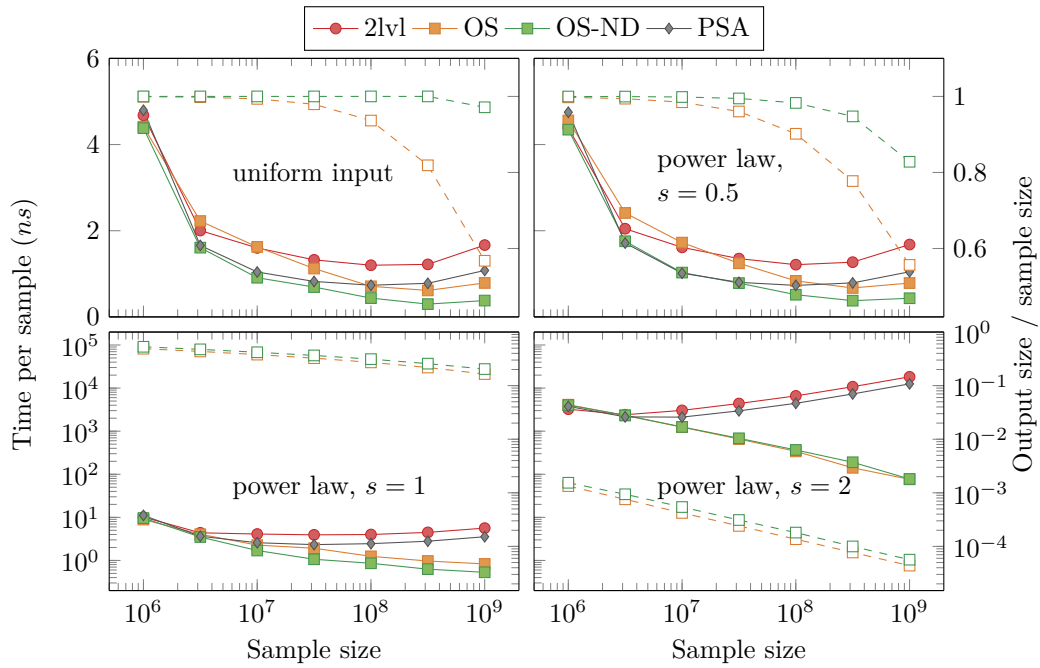 2lvl OS OS-ND PSA
6
4
2
0
uniform input
power law,
s = 0.5
1
0.8
0.6
Time per sample (ns)
Output size / sample size
10^5
10^4
10^3
10^2
10^1
10^0
power law, s = 1
power law, s = 2
10^0
10^−1
10^−2
10^−3
10^−4
10^6 10^7 10^8 10^9
10^6 10^7 10^8 10^9
Sample size
Sample size